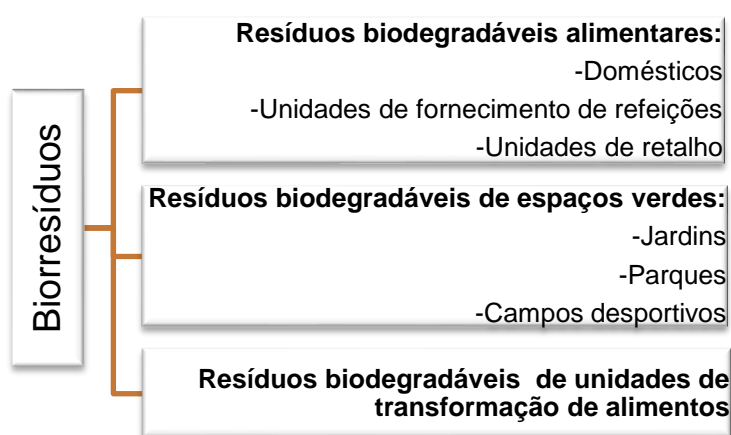 Biorresíduos
Resíduos biodegradáveis alimentares:
-Domésticos
-Unidades de fornecimento de refeições
-Unidades de retalho
Resíduos biodegradáveis de espaços verdes:
-Jardins
-Parques
-Campos desportivos
Resíduos biodegradáveis de unidades de
transformação de alimentos